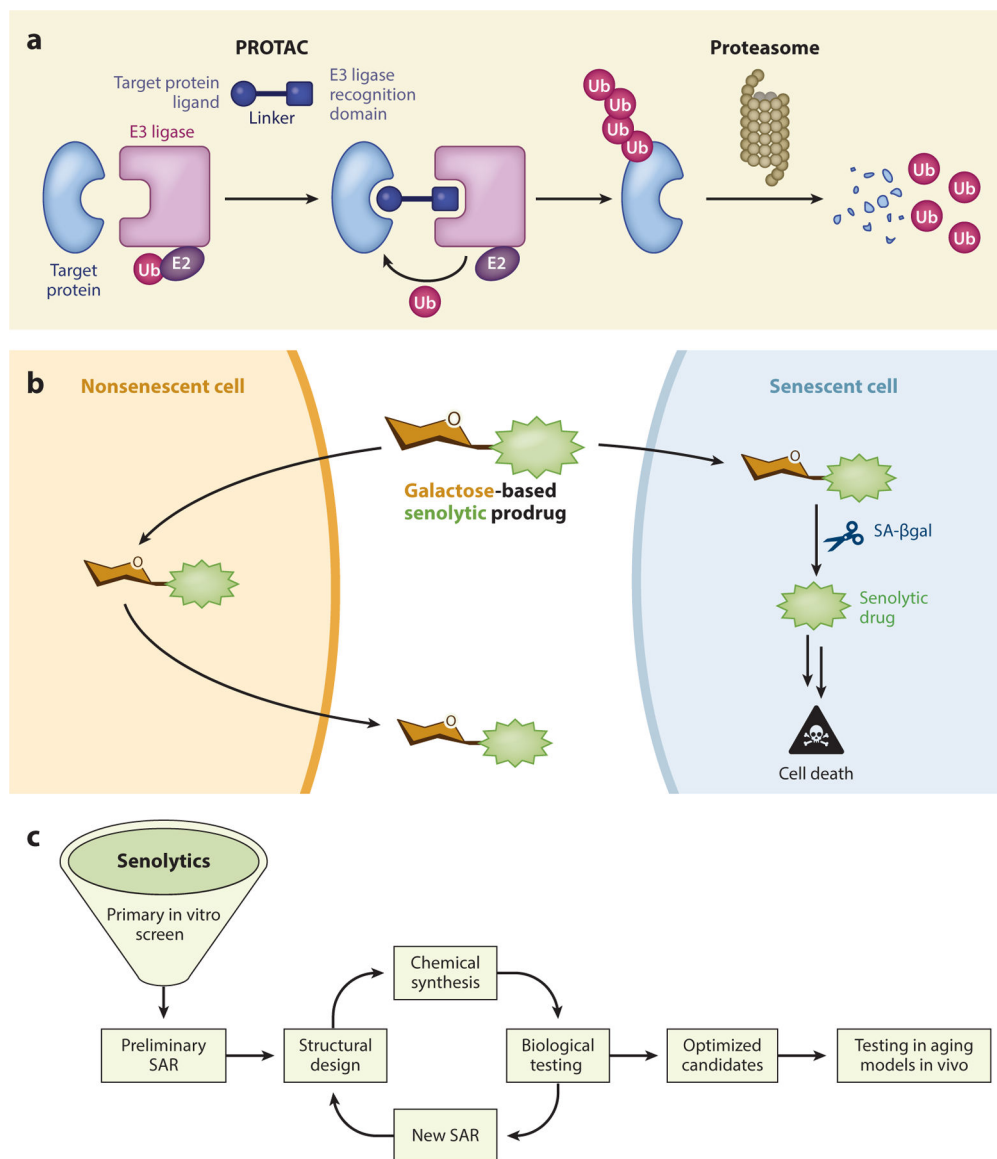 a
PROTAC
Target protein
ligand
Linker
E3 ligase
recognition
domain
Proteasome
E3 ligase
Ub
E2
Target
protein
E2
Ub
Ub
Ub
Ub
Ub
Ub
Ub
Ub
Ub
b
Nonsenescent cell
Senescent cell
O
Galactose-based
senolytic prodrug
O
O
O
SA-βgal
Senolytic
drug
Cell death
c
Senolytics
Primary in vitro
screen
Preliminary
SAR
Structural
design
Chemical
synthesis
Biological
testing
New SAR
Optimized
candidates
Testing in aging
models in vivo